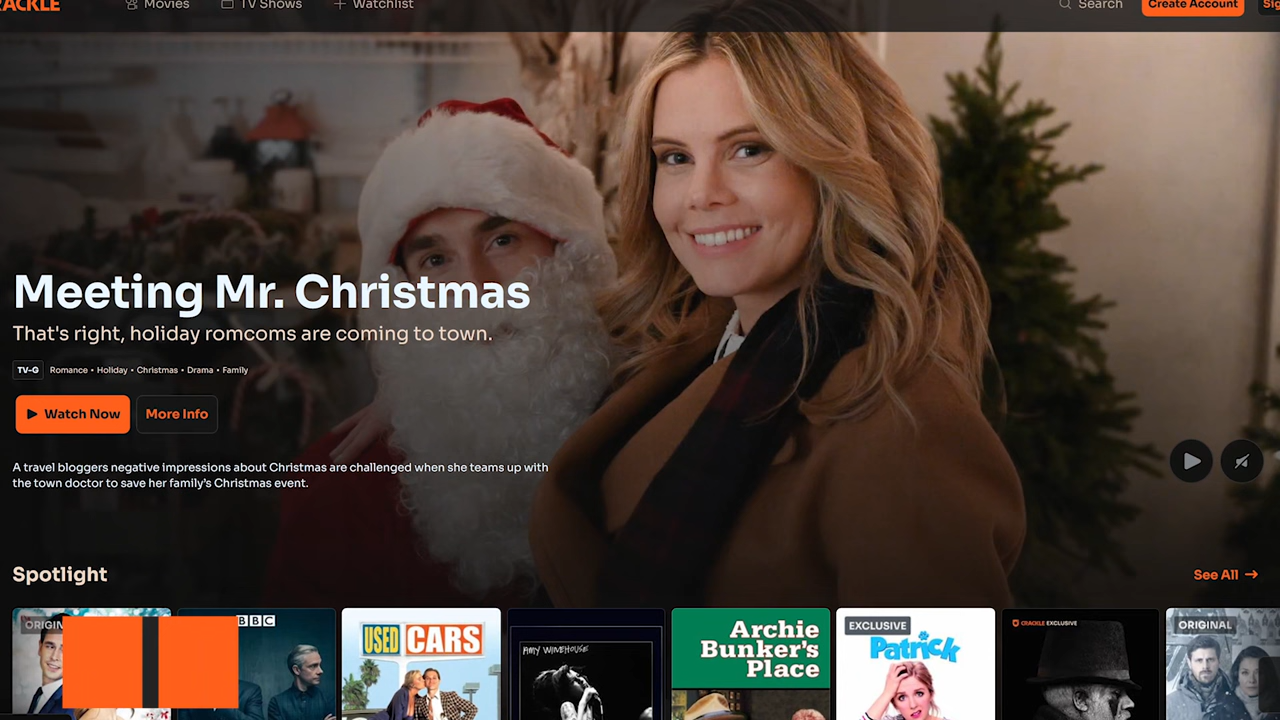 CRACKLE
Movies
TV Shows
Watchlist
Search
Create Account
Meeting Mr. Christmas
That's right, holiday romcoms are coming to town.
TV-G Romance • Holiday • Christmas • Drama • Family
Watch Now
More Info
A travel bloggers negative impressions about Christmas are challenged when she teams up with
the town doctor to save her family's Christmas event.
Spotlight
See All
BBC
USED CARS
AMY WINEHOUSE
Archie
Bunker's
Place
EXCLUSIVE
Patrick
CRACKLE EXCLUSIVE
ORIGINAL